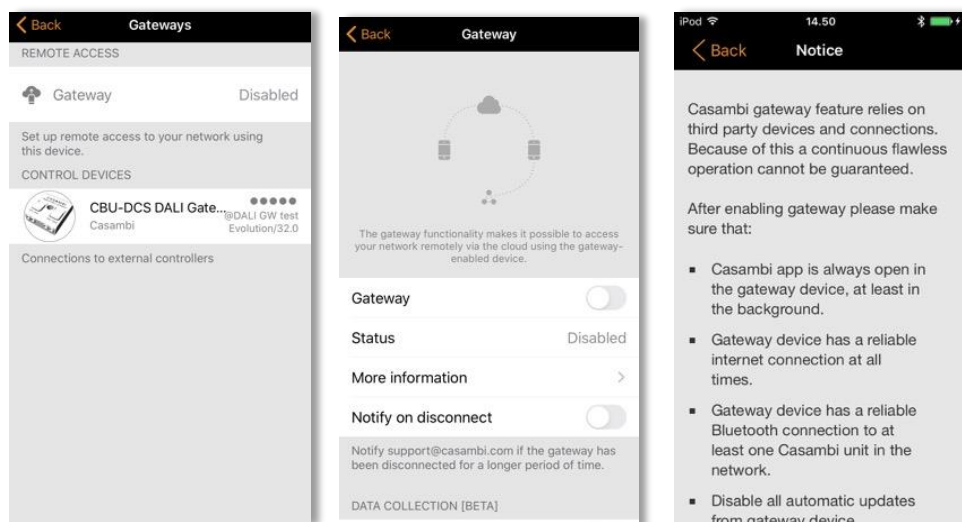 Back Gateways
REMOTE ACCESS
Gateway Disabled
Set up remote access to your network using
this device.
CONTROL DEVICES
CBU-DCS DALI Gate...
Casambi
@DALI GW test
Evolution/32.0
Connections to external controllers
Back Gateway
The gateway functionality makes it possible to access
your network remotely via the cloud using the gateway-
enabled device.
Gateway
Status Disabled
More information
Notify on disconnect
Notify support@casambi.com if the gateway has
been disconnected for a longer period of time.
DATA COLLECTION [BETA]
iPod 14.50
Back Notice
Casambi gateway feature relies on
third party devices and connections.
Because of this a continuous flawless
operation cannot be guaranteed.
After enabling gateway please make
sure that:
▪ Casambi app is always open in
the gateway device, at least in
the background.
▪ Gateway device has a reliable
internet connection at all
times.
▪ Gateway device has a reliable
Bluetooth connection to at
least one Casambi unit in the
network.
▪ Disable all automatic updates
from gateway device